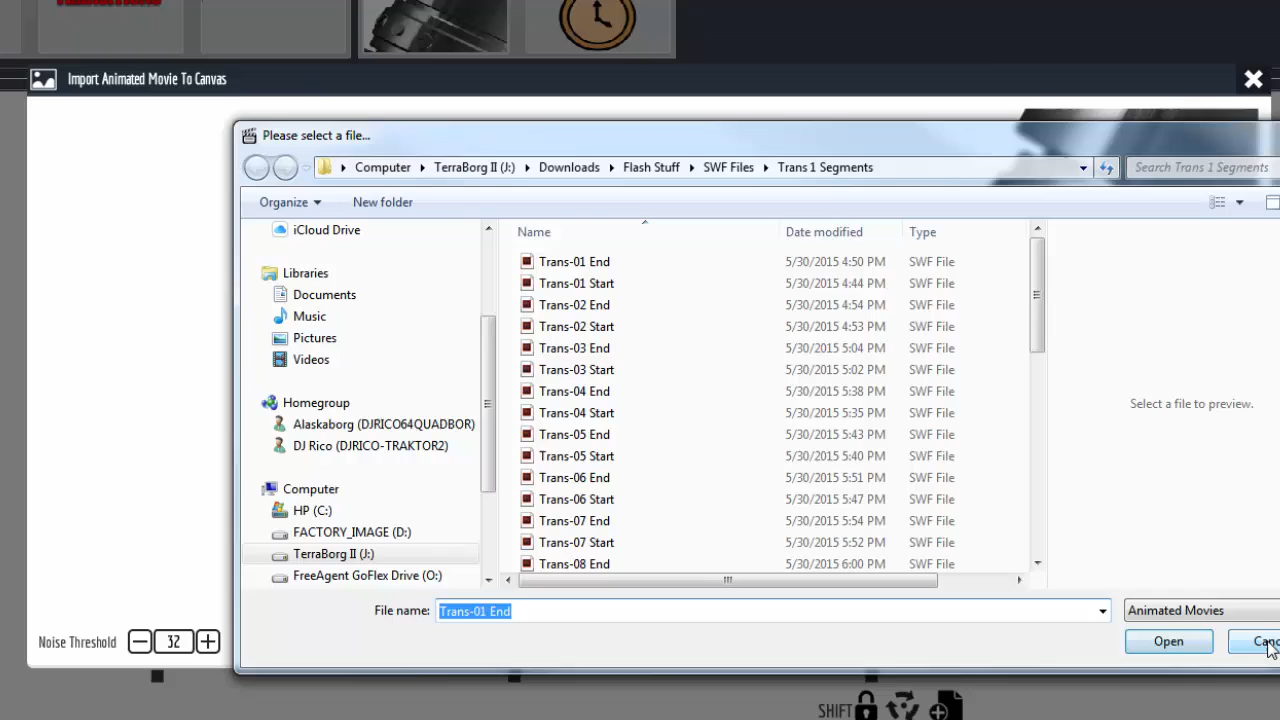 Import Animated Movie To Canvas
Please select a file...
Computer TerraBorg II (J:) Downloads Flash Stuff SWF Files Trans 1 Segments
Search Trans 1 Segments
Organize New folder
iCloud Drive
Libraries
Documents
Music
Pictures
Videos
Homegroup
Alaskaborg (DJRICO64QUADBOR)
DJ Rico (DJRICO-TRAKTOR2)
Computer
HP (C:)
FACTORY_IMAGE (D:)
TerraBorg II (J:)
FreeAgent GoFlex Drive (O:)
Name Date modified Type
Trans-01 End 5/30/2015 4:50 PM SWF File
Trans-01 Start 5/30/2015 4:44 PM SWF File
Trans-02 End 5/30/2015 4:54 PM SWF File
Trans-02 Start 5/30/2015 4:53 PM SWF File
Trans-03 End 5/30/2015 5:04 PM SWF File
Trans-03 Start 5/30/2015 5:02 PM SWF File
Trans-04 End 5/30/2015 5:38 PM SWF File
Trans-04 Start 5/30/2015 5:35 PM SWF File
Trans-05 End 5/30/2015 5:43 PM SWF File
Trans-05 Start 5/30/2015 5:40 PM SWF File
Trans-06 End 5/30/2015 5:51 PM SWF File
Trans-06 Start 5/30/2015 5:47 PM SWF File
Trans-07 End 5/30/2015 5:54 PM SWF File
Trans-07 Start 5/30/2015 5:52 PM SWF File
Trans-08 End 5/30/2015 6:00 PM SWF File
Select a file to preview.
File name: Trans-01 End
Animated Movies
Open
Canc
Noise Threshold 32
SHIFT